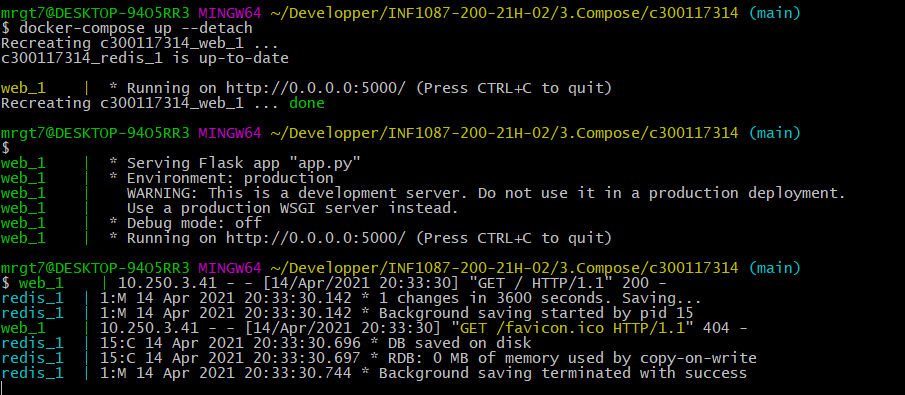 mrgt7@DESKTOP-94O5RR3 MINGW64 ~/Developper/INF1087-200-21H-02/3.Compose/c300117314 (main)
$ docker-compose up --detach
Recreating c300117314_web_1 ...
c300117314_redis_1 is up-to-date
web_1    |  * Running on http://0.0.0.0:5000/ (Press CTRL+C to quit)
Recreating c300117314_web_1 ... done
mrgt7@DESKTOP-94O5RR3 MINGW64 ~/Developper/INF1087-200-21H-02/3.Compose/c300117314 (main)
$
web_1    |  * Serving Flask app "app.py"
web_1    |  * Environment: production
web_1    |    WARNING: This is a development server. Do not use it in a production deployment.
web_1    |    Use a production WSGI server instead.
web_1    |  * Debug mode: off
web_1    |  * Running on http://0.0.0.0:5000/ (Press CTRL+C to quit)
mrgt7@DESKTOP-94O5RR3 MINGW64 ~/Developper/INF1087-200-21H-02/3.Compose/c300117314 (main)
$ web_1    | 10.250.3.41 - - [14/Apr/2021 20:33:30] "GET / HTTP/1.1" 200 -
redis_1  | 1:M 14 Apr 2021 20:33:30.142 * 1 changes in 3600 seconds. Saving...
redis_1  | 1:M 14 Apr 2021 20:33:30.142 * Background saving started by pid 15
web_1    | 10.250.3.41 - - [14/Apr/2021 20:33:30] "GET /favicon.ico HTTP/1.1" 404 -
redis_1  | 15:C 14 Apr 2021 20:33:30.696 * DB saved on disk
redis_1  | 15:C 14 Apr 2021 20:33:30.697 * RDB: 0 MB of memory used by copy-on-write
redis_1  | 1:M 14 Apr 2021 20:33:30.744 * Background saving terminated with success